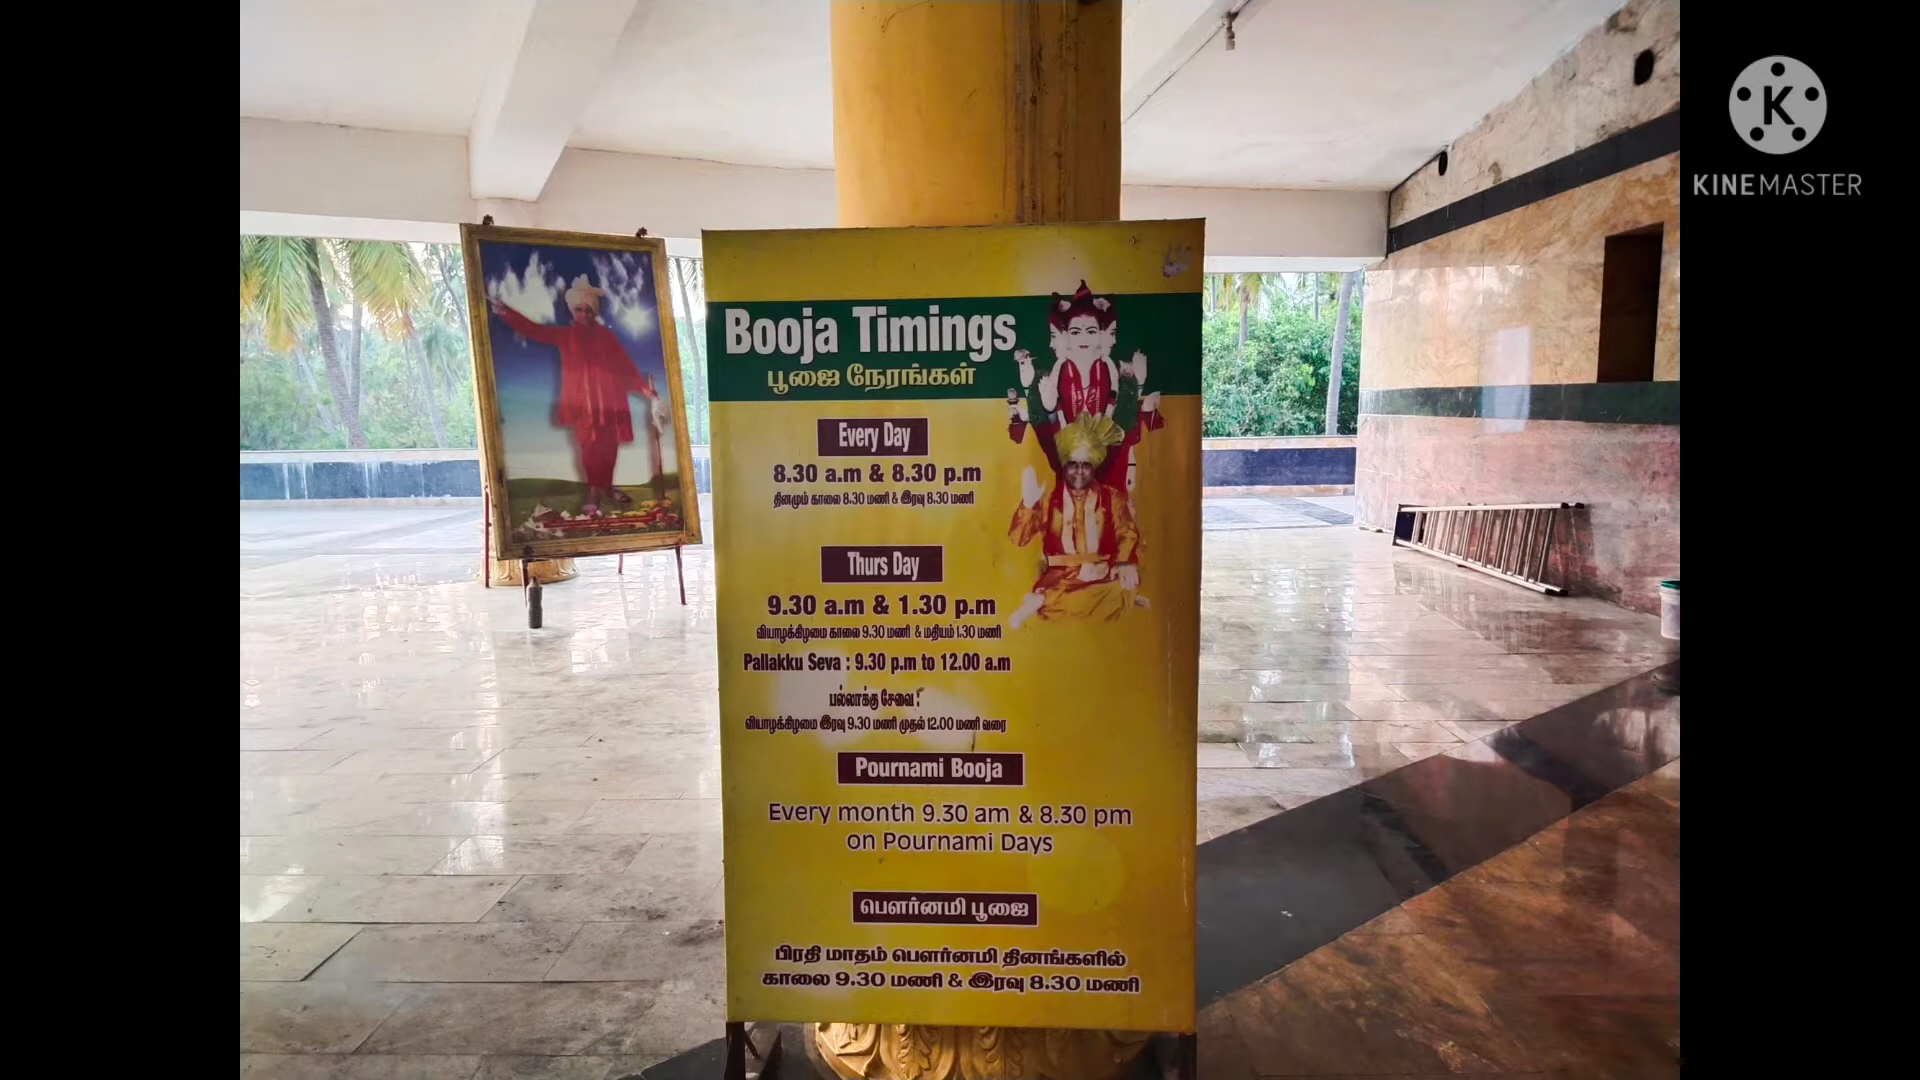 Booja Timings
பூஜை நேரங்கள்
Every Day
8.30 a.m & 8.30 p.m
தினமும் காலை 8.30 மணி & இரவு 8.30 மணி
Thurs Day
9.30 a.m & 1.30 p.m
வியாழக்கிழமை காலை 9.30 மணி & மதியம் 1.30 மணி
Pallakku Seva : 9.30 p.m to 12.00 a.m
பல்லாக்கு சேவை :
வியாழக்கிழமை இரவு 9.30 மணி முதல் 12.00 மணி வரை
Pournami Booja
Every month 9.30 am & 8.30 pm
on Pournami Days
பௌர்னமி பூஜை
பிரதி மாதம் பௌர்னமி தினங்களில்
காலை 9.30 மணி & இரவு 8.30 மணி
K
KINEMASTER